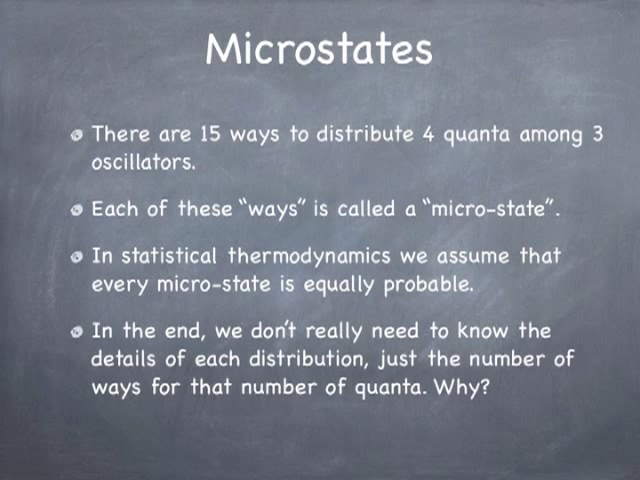 Microstates
There are 15 ways to distribute 4 quanta among 3
oscillators.
Each of these “ways” is called a “micro-state”.
In statistical thermodynamics we assume that
every micro-state is equally probable.
In the end, we don’t really need to know the
details of each distribution, just the number of
ways for that number of quanta. Why?